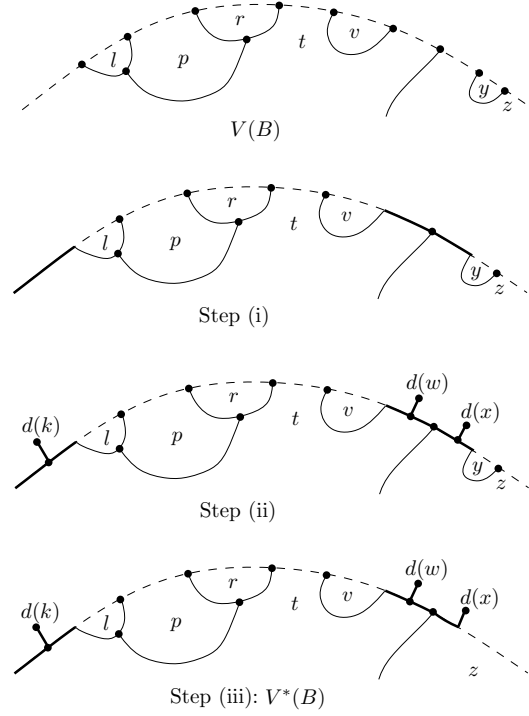 r
l p t v
y
z
V(B)
r
l p t v
y
z
Step (i)
d(w)
d(k) r d(x)
l p t v
y
z
Step (ii)
d(w)
d(k) r d(x)
l p t v
z
Step (iii): V*(B)